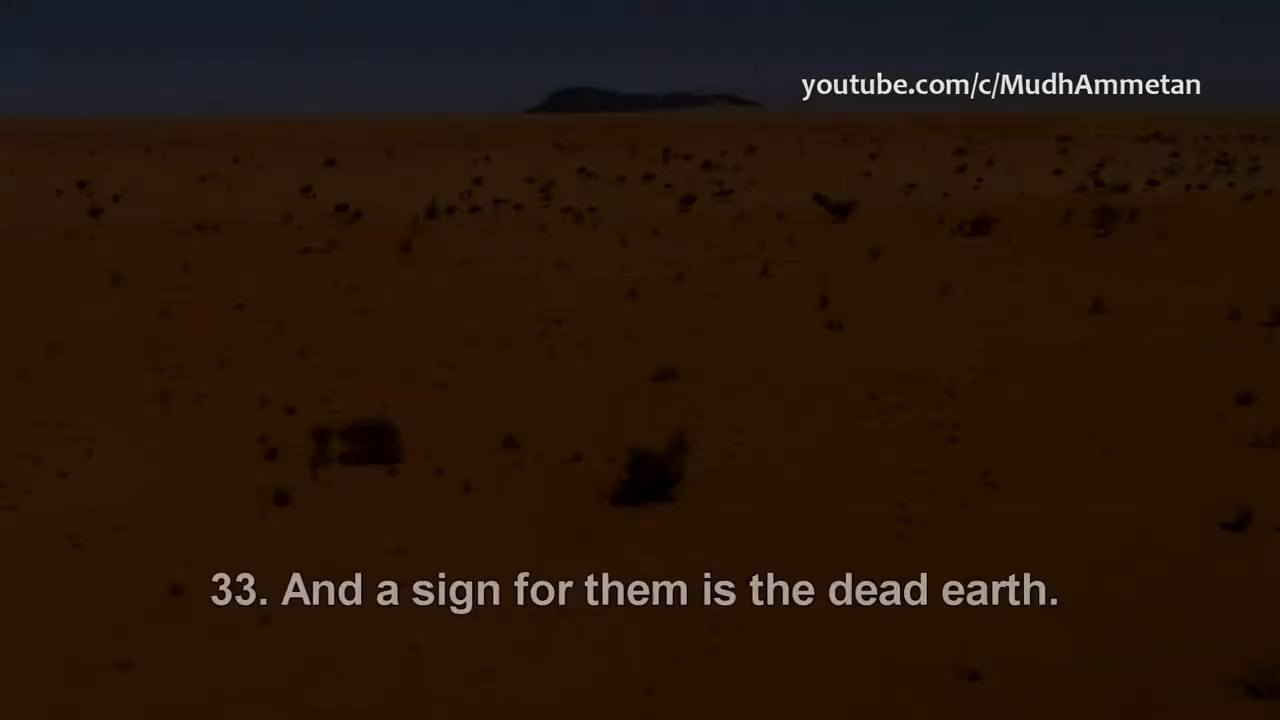 youtube.com/c/MudhAmmetan
33. And a sign for them is the dead earth.